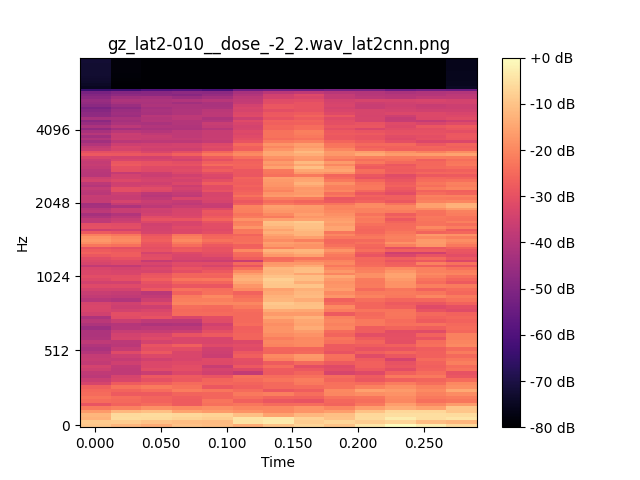 gz_lat2-010__dose_-2_2.wav_lat2cnn.png
+0 dB
-10 dB
4096
-20 dB
2048
-30 dB
Hz
-40 dB
1024
-50 dB
-60 dB
512
-70 dB
0
-80 dB
0.000 0.050 0.100 0.150 0.200 0.250
Time